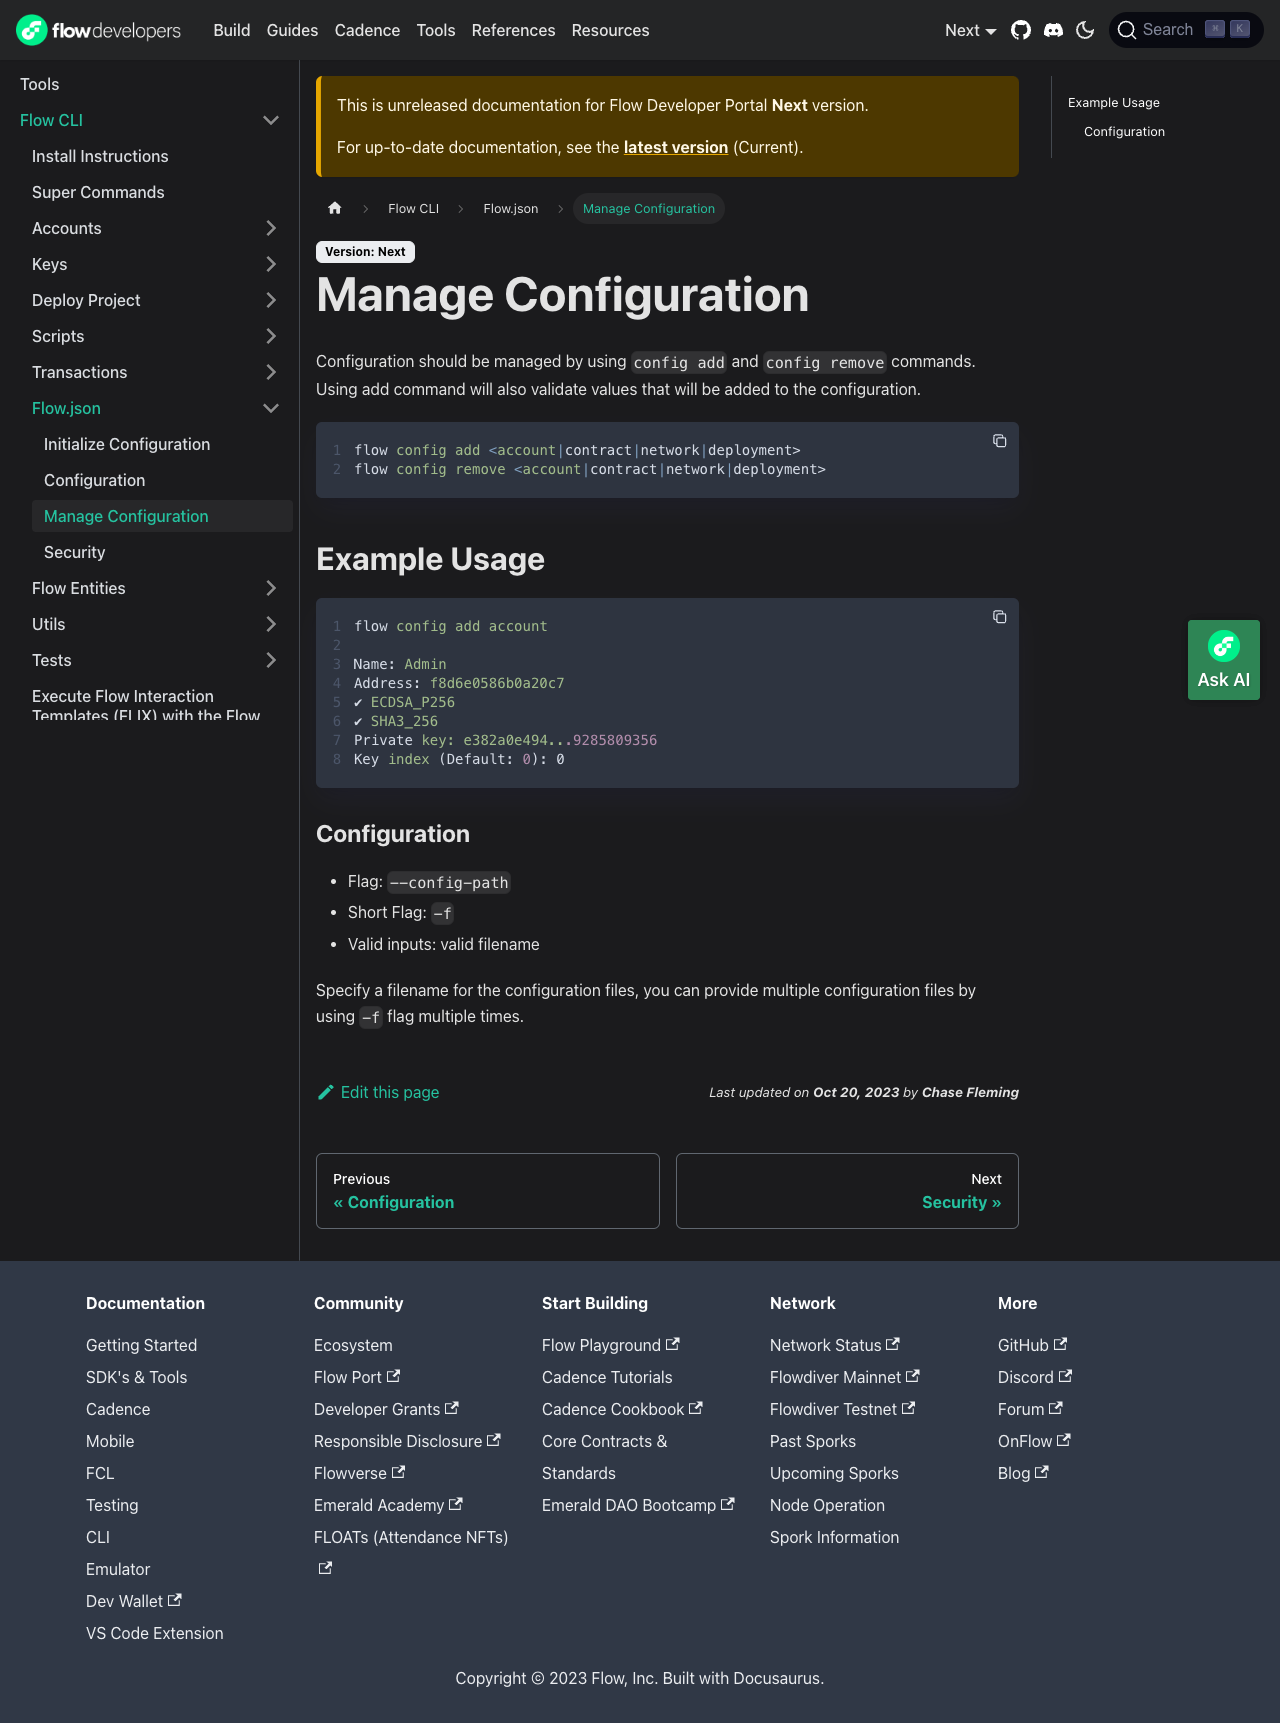 flowdevelopers Build Guides Cadence Tools References Resources Next Search ⌘ K
Tools
Flow CLI
Install Instructions
Super Commands
Accounts
Keys
Deploy Project
Scripts
Transactions
Flow.json
Initialize Configuration
Configuration
Manage Configuration
Security
Flow Entities
Utils
Tests
Execute Flow Interaction
Templates (FLIX) with the Flow
This is unreleased documentation for Flow Developer Portal Next version.
For up-to-date documentation, see the latest version (Current).
Flow CLI Flow.json Manage Configuration
Version: Next
Manage Configuration
Configuration should be managed by using config add and config remove commands.
Using add command will also validate values that will be added to the configuration.
1 flow config add <account|contract|network|deployment>
2 flow config remove <account|contract|network|deployment>
Example Usage
1 flow config add account
2
3 Name: Admin
4 Address: f8d6e0586b0a20c7
5 ✔ ECDSA_P256
6 ✔ SHA3_256
7 Private key: e382a0e494...9285809356
8 Key index (Default: 0): 0
Configuration
• Flag: --config-path
• Short Flag: -f
• Valid inputs: valid filename
Specify a filename for the configuration files, you can provide multiple configuration files by
using -f flag multiple times.
Edit this page
Last updated on Oct 20, 2023 by Chase Fleming
Previous
« Configuration
Next
Security »
Example Usage
Configuration
Ask AI
Documentation
Getting Started
SDK's & Tools
Cadence
Mobile
FCL
Testing
CLI
Emulator
Dev Wallet
VS Code Extension
Community
Ecosystem
Flow Port
Developer Grants
Responsible Disclosure
Flowverse
Emerald Academy
FLOATs (Attendance NFTs)
Start Building
Flow Playground
Cadence Tutorials
Cadence Cookbook
Core Contracts &
Standards
Emerald DAO Bootcamp
Network
Network Status
Flowdiver Mainnet
Flowdiver Testnet
Past Sporks
Upcoming Sporks
Node Operation
Spork Information
More
GitHub
Discord
Forum
OnFlow
Blog
Copyright © 2023 Flow, Inc. Built with Docusaurus.